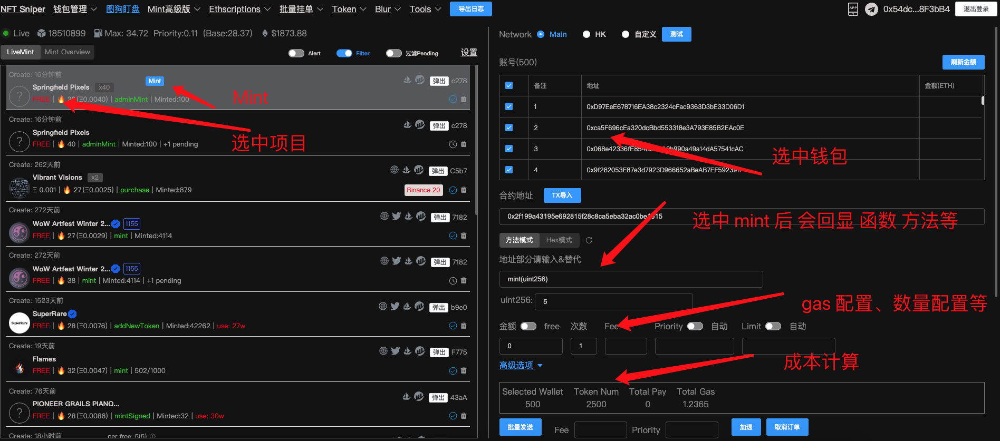 NFT Sniper 钱包管理 图狗盯盘 Mint高级版 Ethscriptions 批量挂单 Token Blur Tools 导出日志
0x54dc...8F3bB4 退出登录
Live 18510899 Max: 34.72 Priority:0.11 (Base:28.37) $1873.88
LiveMint Mint Overview
Alert Filter 过滤Pending 设置
Create: 16分钟前
Springfield Pixels x40 Mint
弹出 c278
FREE | (Ξ0.0040) | adminMint | Minted:100
Mint
Create: 16分钟前
Springfield Pixels
弹出 c278
FREE | 40 | adminMint | Minted:100 | +1 pending
选中项目
Create: 262天前
Vibrant Visions x2
弹出 C5b7
Ξ 0.001 | 27(Ξ0.0025) | purchase | Minted:879
Binance 20
Create: 272天前
WoW Artfest Winter 2... 1155
弹出 7182
FREE | 27(Ξ0.0029) | mint | Minted:4114
Create: 272天前
WoW Artfest Winter 2... 1155
弹出 7182
FREE | 38 | mint | Minted:4114 | +1 pending
Create: 1523天前
SuperRare
SuperRare
弹出 b9e0
FREE | 28(Ξ0.0076) | addNewToken | Minted:42262 | use: 27w
Create: 19天前
Flames
弹出 F775
FREE | 32(Ξ0.0047) | mint | 502/1000
Create: 76天前
PIONEER GRAILS PIANO...
弹出 43aA
FREE | 28(Ξ0.0086) | mintSigned | Minted:32 | use: 30w
Create: 18小时前 per free: 5(5)
Network Main HK 自定义 测试
账号(500) 刷新金额
备注 地址 金额(ETH)
1 0xD97EeE678716EA38c2324cFac9363D3bE33D06D1
2 0xca5F696cEa320dcBbd553318e3A793E85B2EAc0E
3
4
选中钱包
合约地址 TX导入
选中 mint 后 会回显 函数 方法等
方法模式 Hex模式
地址部分请输入&替代
mint(uint256)
uint256: 5
gas 配置、数量配置等
金额 free 次数 Fee Priority 自动 Limit 自动
0 1
高级选项
成本计算
Selected Wallet Token Num Total Pay Total Gas
500 2500 0 1.2365
批量发送 Fee Priority 加速 取消订单